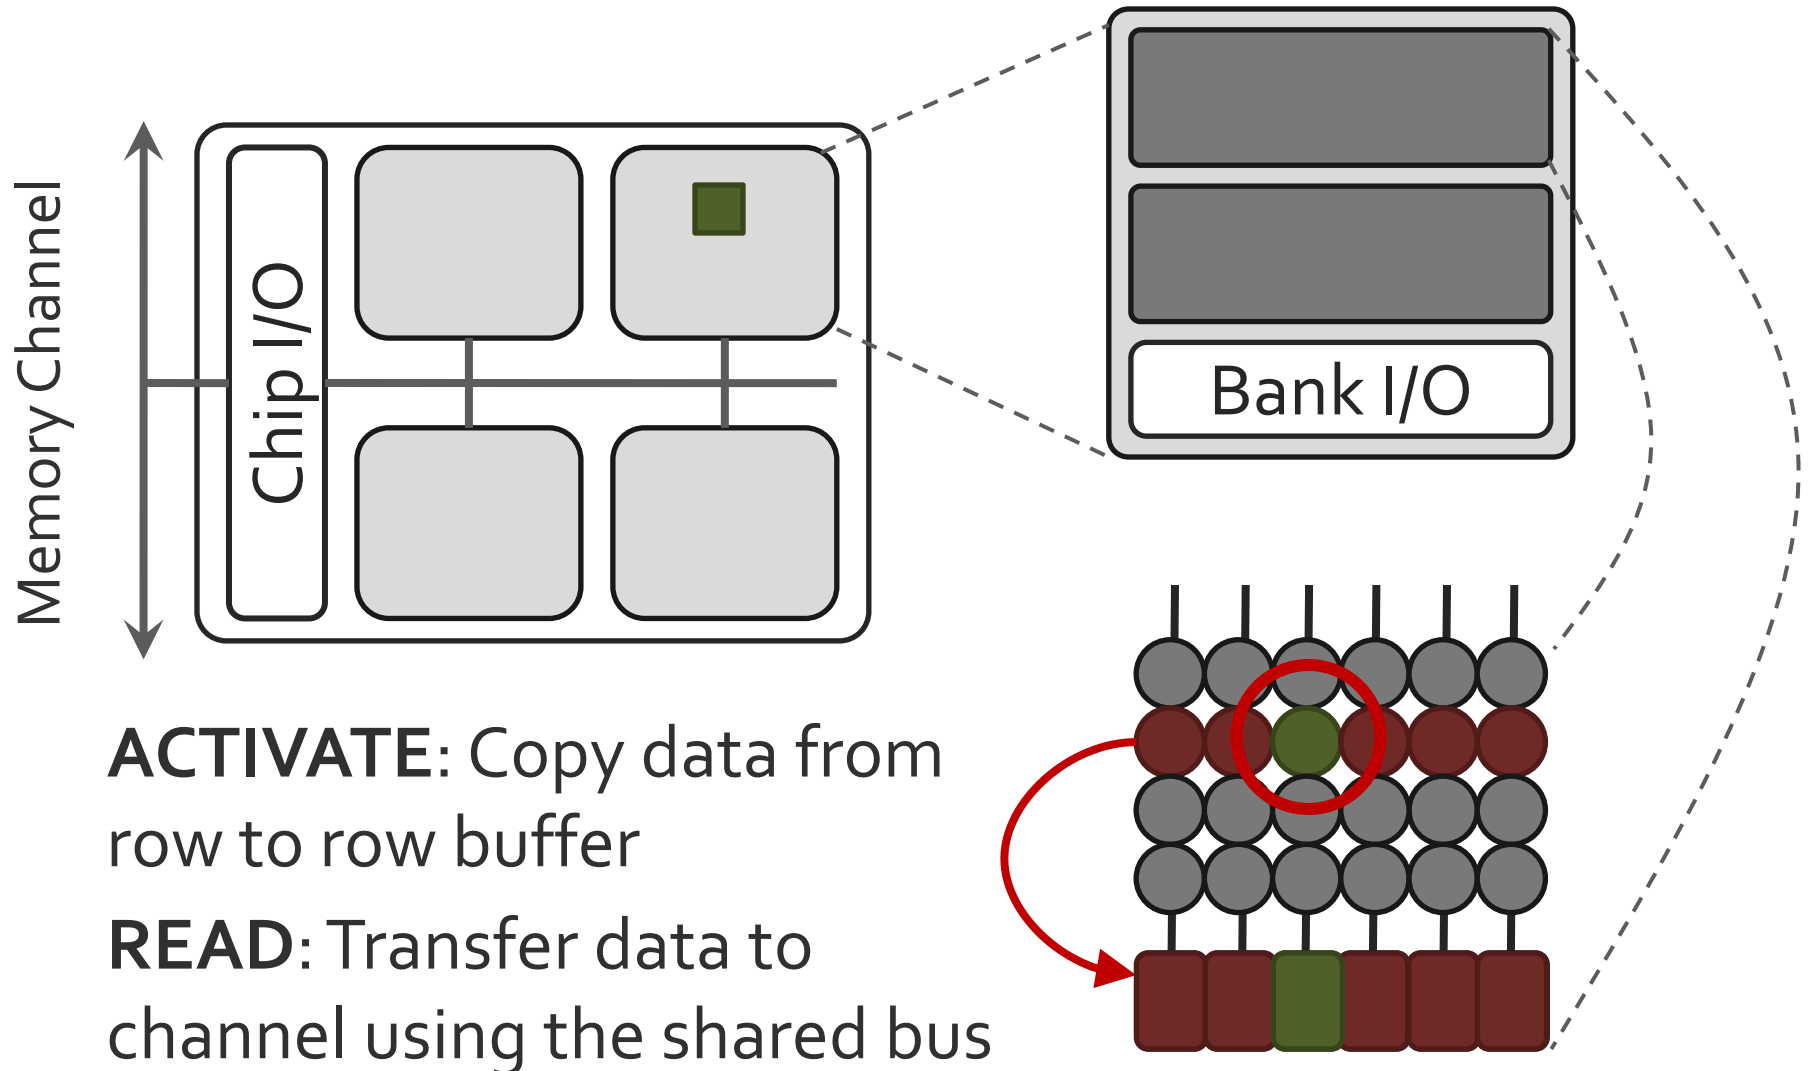 Memory Channel
Chip I/O
Bank I/O
ACTIVATE: Copy data from
row to row buffer
READ: Transfer data to
channel using the shared bus